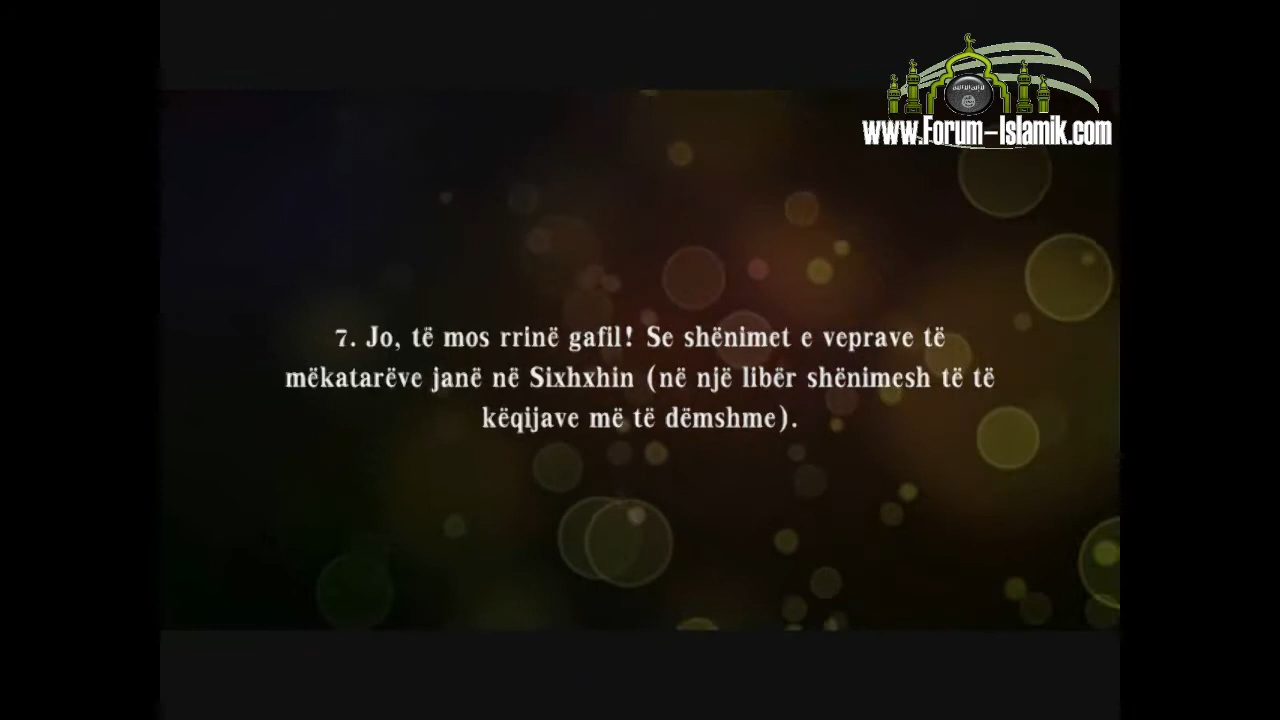 www.Forum-Islamik.com
7. Jo, të mos rrinë gafil! Se shënimet e veprave të
mëkatarëve janë në Sixhxhin (në një libër shënimesh të të
këqijave më të dëmshme).